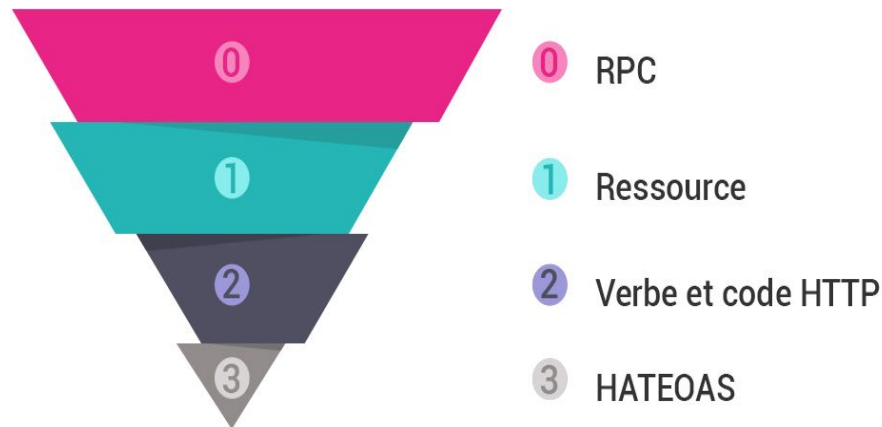 0
0 RPC
1
1 Ressource
2
2 Verbe et code HTTP
3
3 HATEOAS